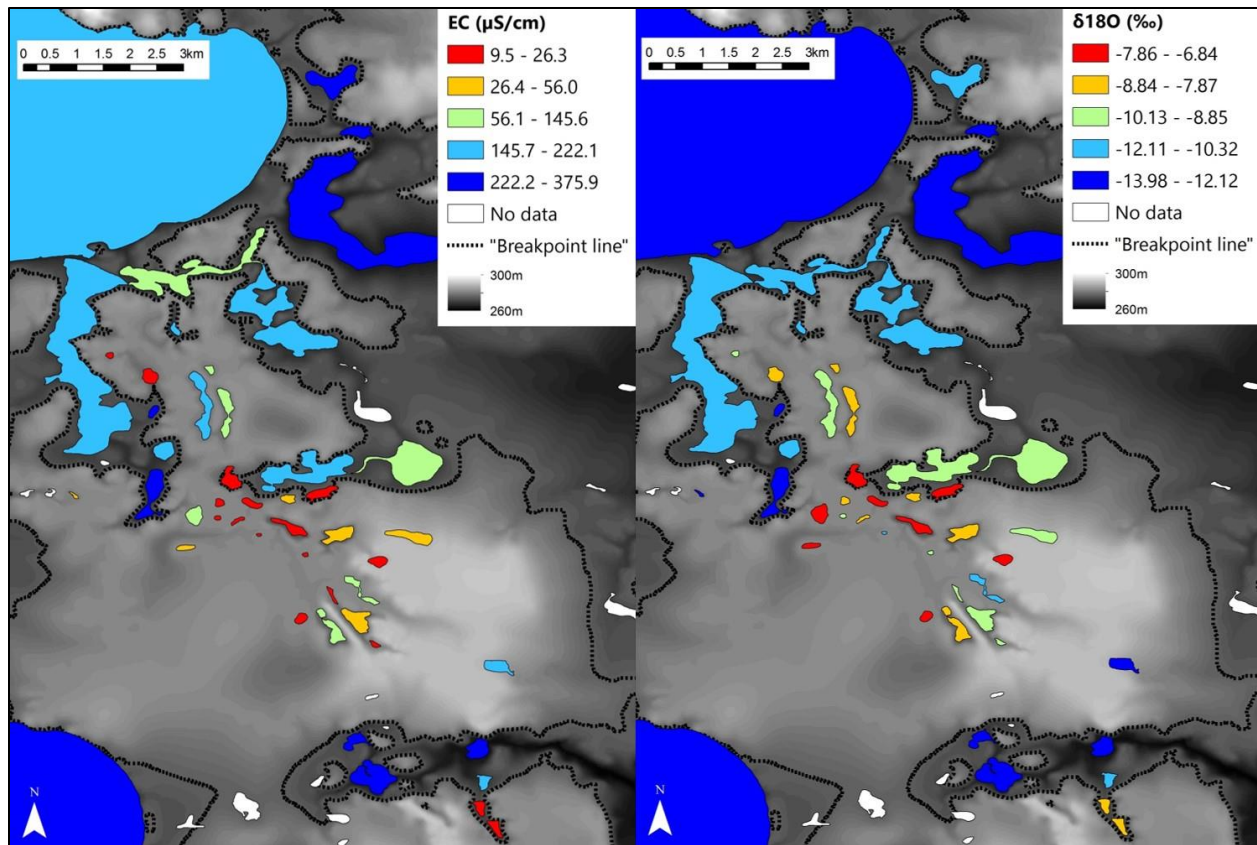 0 0.5 1 1.5 2 2.5 3km
EC (µS/cm)
9.5 - 26.3
26.4 - 56.0
56.1 - 145.6
145.7 - 222.1
222.2 - 375.9
No data
"Breakpoint line"
300m
260m
N
0 0.5 1 1.5 2 2.5 3km
δ18O (‰)
-7.86 - -6.84
-8.84 - -7.87
-10.13 - -8.85
-12.11 - -10.32
-13.98 - -12.12
No data
"Breakpoint line"
300m
260m
N